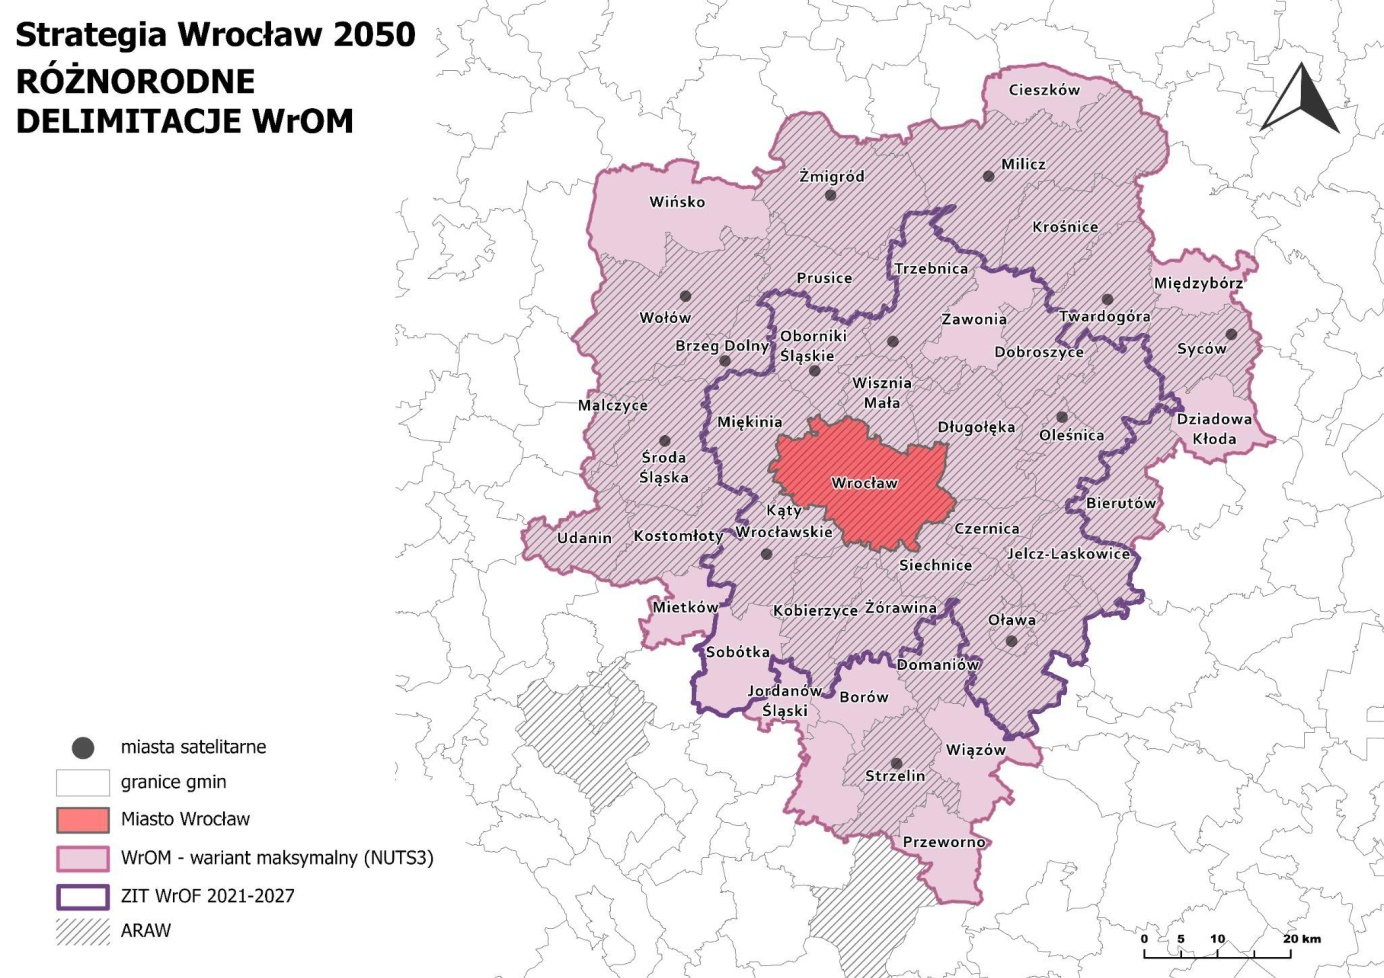 Strategia Wrocław 2050
RÓŻNORODNE
DELIMITACJE WrOM
Cieszków
Milicz
Żmigród
Wińsko
Krośnice
Trzebnica
Prusice
Międzybórz
Wołów
Zawonia
Twardogóra
Oborniki
Śląskie
Brzeg Dolny
Dobroszyce
Syców
Wisznia
Mała
Malczyce
Miękinia
Długołęka
Oleśnica
Dziadowa
Kłoda
Środa
Śląska
Wrocław
Bierutów
Kąty
Wrocławskie
Czernica
Udanin
Kostomłoty
Jelcz-Laskowice
Siechnice
Mietków
Kobierzyce
Żórawina
Oława
Sobótka
Domaniów
Jordanów
Śląski
Borów
Wiązów
Strzelin
Przeworno
miasta satelitarne
granice gmin
Miasto Wrocław
WrOM - wariant maksymalny (NUTS3)
ZIT WrOF 2021-2027
ARAW
0 5 10 20 km